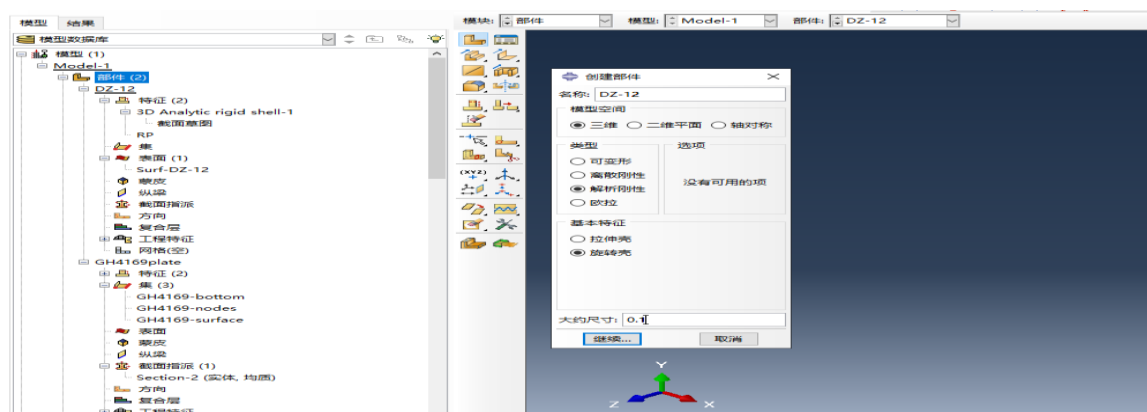 模型 结果
模块: 部件 模型: Model-1 部件: DZ-12
模型数据库
模型 (1)
Model-1
部件 (2)
DZ-12
特征 (2)
3D Analytic rigid shell-1
截面草图
RP
集
表面 (1)
Surf-DZ-12
蒙皮
纵梁
截面指派
方向
复合层
工程特征
网格(空)
GH4169plate
特征 (2)
集 (3)
GH4169-bottom
GH4169-nodes
GH4169-surface
表面
蒙皮
纵梁
截面指派 (1)
Section-2 (实体, 均质)
方向
复合层
工程特征
(XYZ)
创建部件
名称: DZ-12
模型空间
三维 二维平面 轴对称
类型 选项
可变形
离散刚性
解析刚性
欧拉
没有可用的项
基本特征
拉伸壳
旋转壳
大约尺寸: 0.1
继续... 取消
Y
Z X